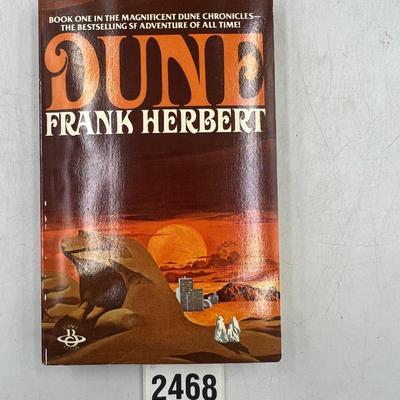 BOOK ONE IN THE MAGNIFICENT DUNE CHRONICLES—
THE BESTSELLING SF ADVENTURE OF ALL TIME!
DUNE
FRANK HERBERT
2468